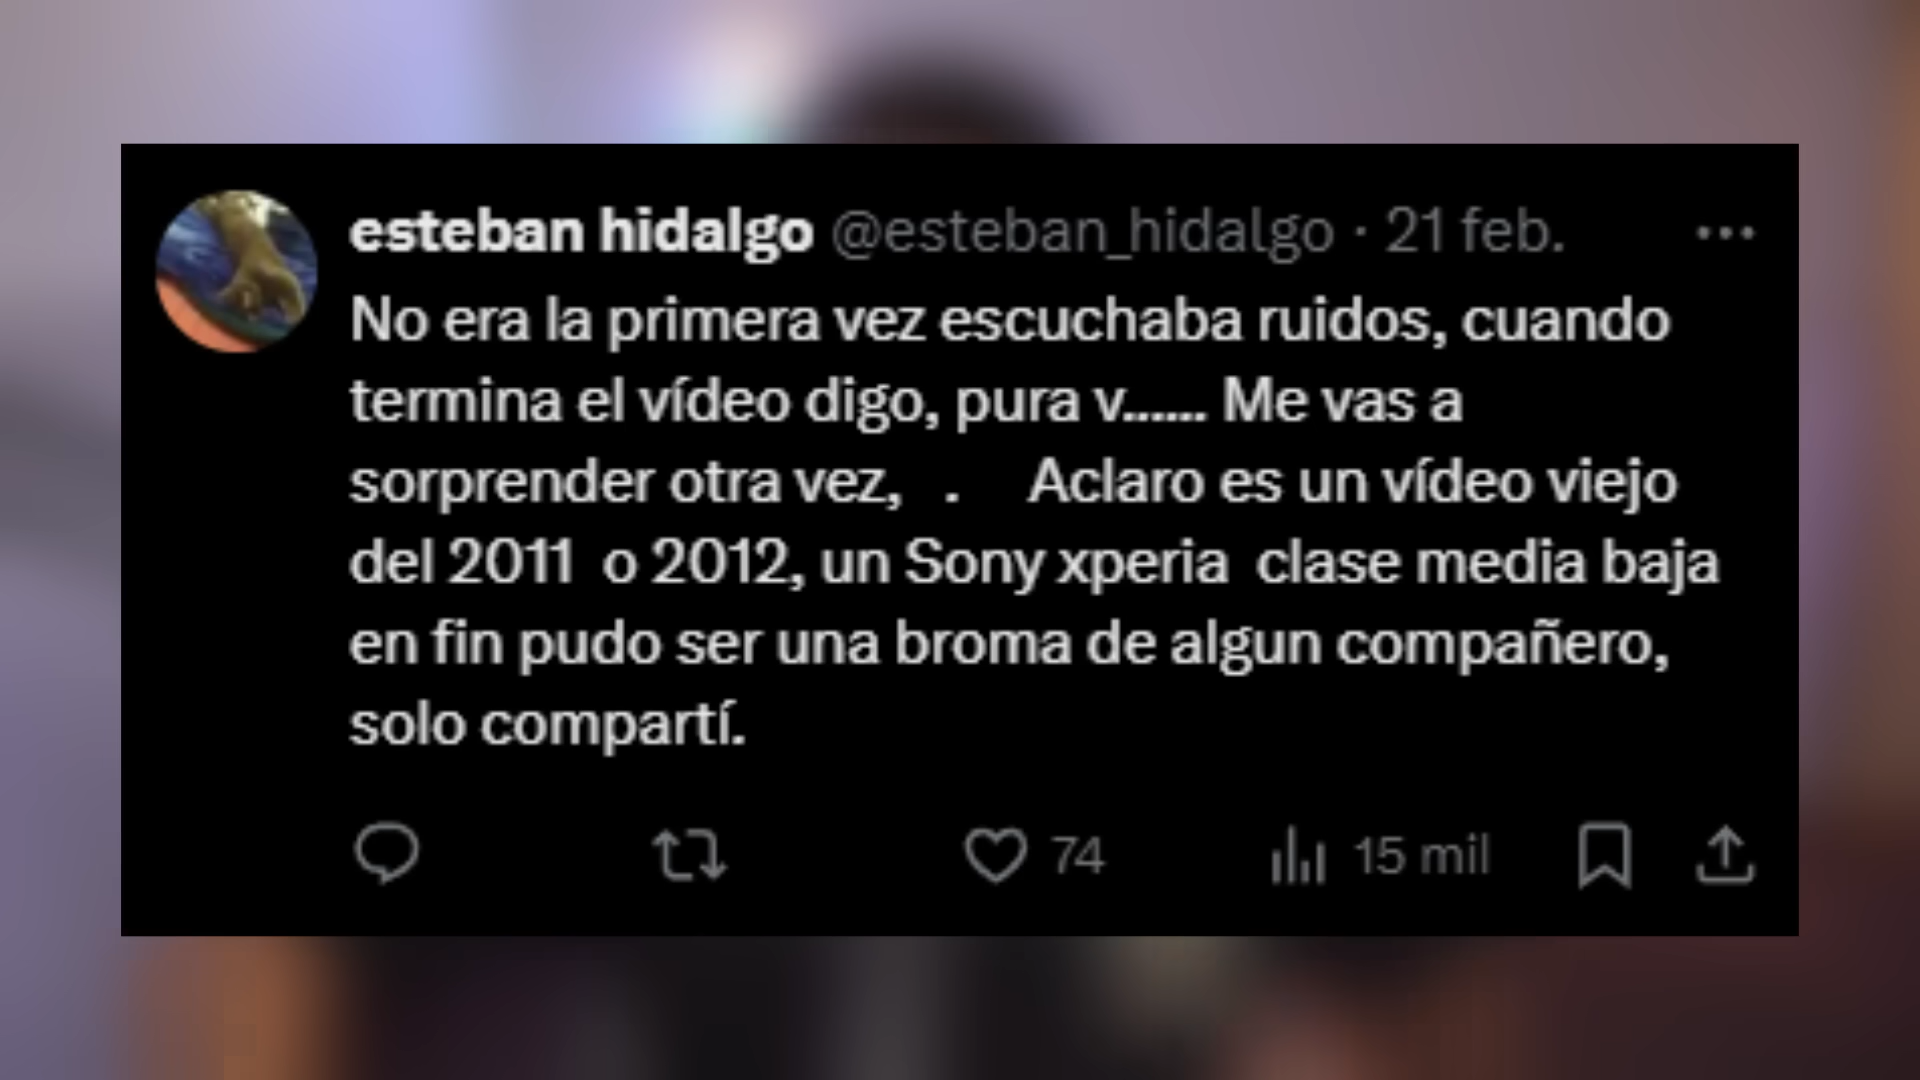 esteban hidalgo @esteban_hidalgo · 21 feb.
No era la primera vez escuchaba ruidos, cuando
termina el vídeo digo, pura v...... Me vas a
sorprender otra vez,   .    Aclaro es un vídeo viejo
del 2011  o 2012, un Sony xperia  clase media baja
en fin pudo ser una broma de algun compañero,
solo compartí.
74 15 mil